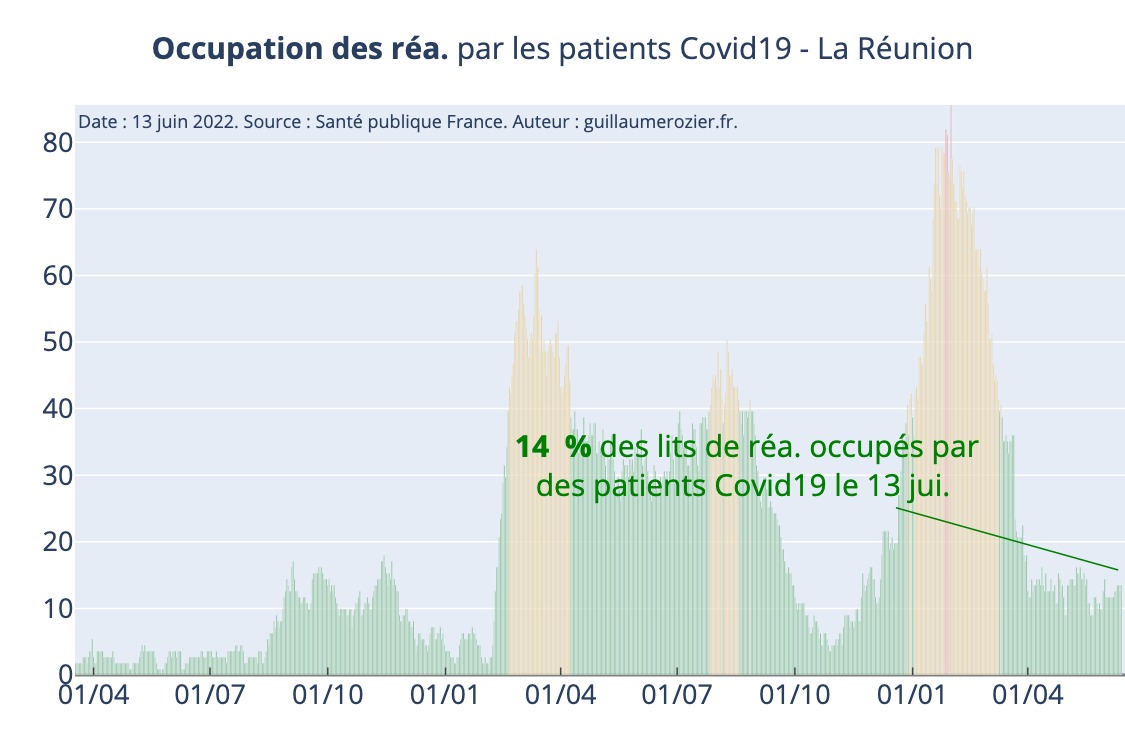 Occupation des réa. par les patients Covid19 - La Réunion
Date : 13 juin 2022. Source : Santé publique France. Auteur : guillaumerozier.fr.
80
70
60
50
40
14 % des lits de réa. occupés par
des patients Covid19 le 13 jui.
30
20
10
0
01/04 01/07 01/10 01/01 01/04 01/07 01/10 01/01 01/04